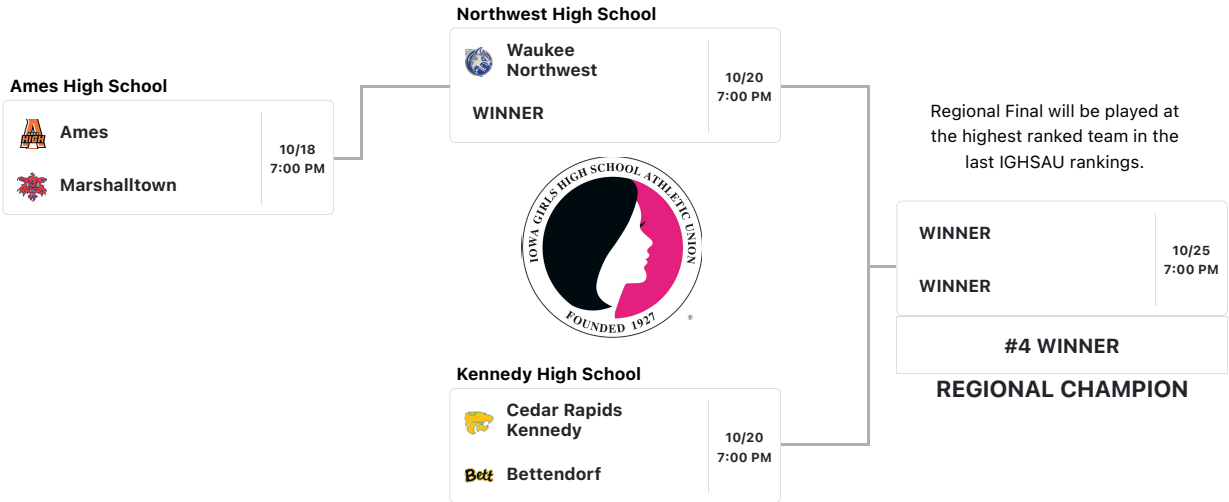 Northwest High School
Waukee
Northwest
10/20
7:00 PM
WINNER
Ames High School
A
HIGH
Ames
10/18
7:00 PM
Marshalltown
IOWA GIRLS HIGH SCHOOL ATHLETIC UNION
FOUNDED 1927
®
Regional Final will be played at
the highest ranked team in the
last IGHSAU rankings.
WINNER
10/25
7:00 PM
WINNER
#4 WINNER
REGIONAL CHAMPION
Kennedy High School
Cedar Rapids
Kennedy
10/20
7:00 PM
Bett
Bettendorf